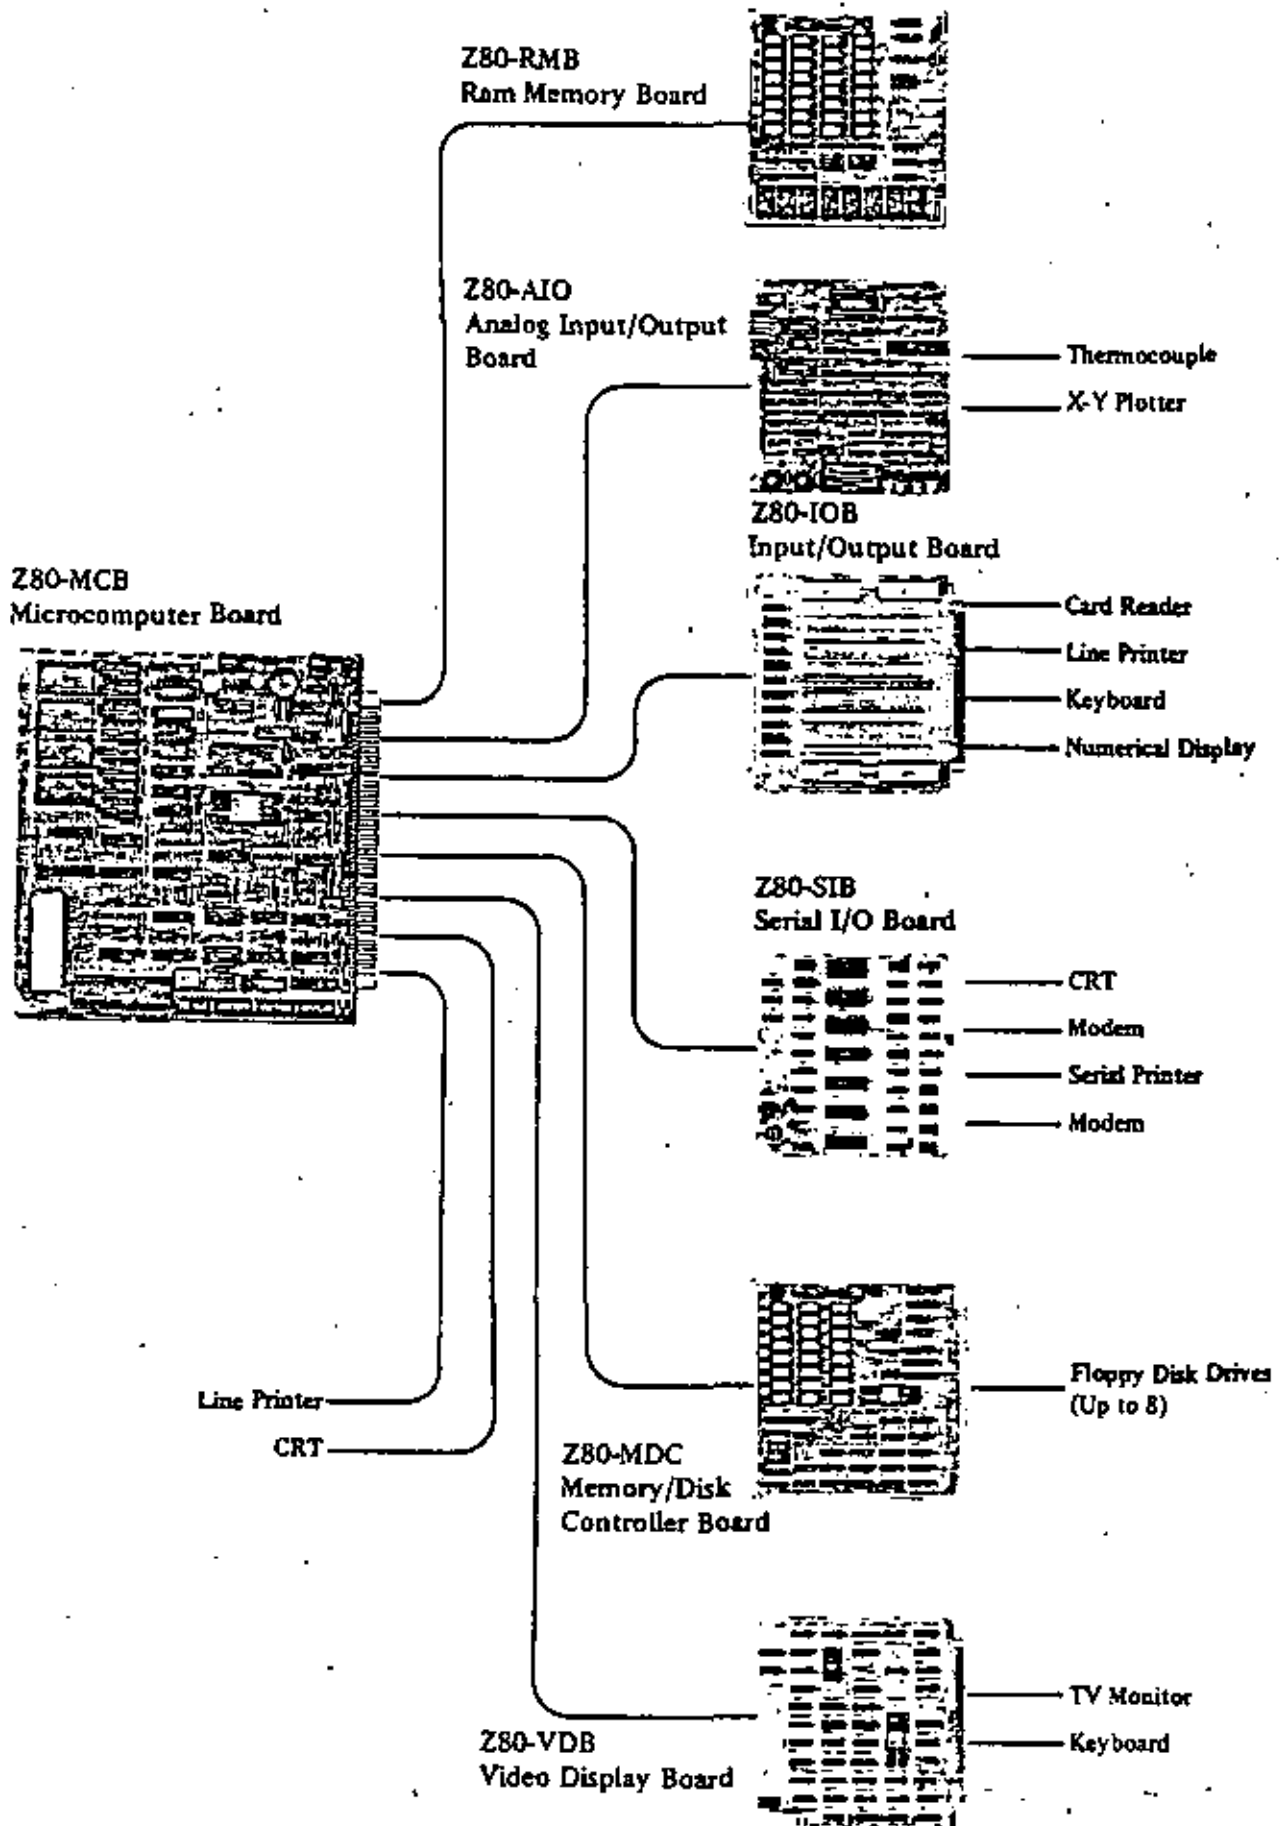 Z80-RMB
Ram Memory Board
Z80-AIO
Analog Input/Output
Board
Thermocouple
X-Y Plotter
Z80-IOB
Input/Output Board
Card Reader
Line Printer
Keyboard
Numerical Display
Z80-MCB
Microcomputer Board
Z80-SIB
Serial I/O Board
CRT
Modem
Serial Printer
Modem
Line Printer
CRT
Floppy Disk Drives
(Up to 8)
Z80-MDC
Memory/Disk
Controller Board
Z80-VDB
Video Display Board
TV Monitor
Keyboard